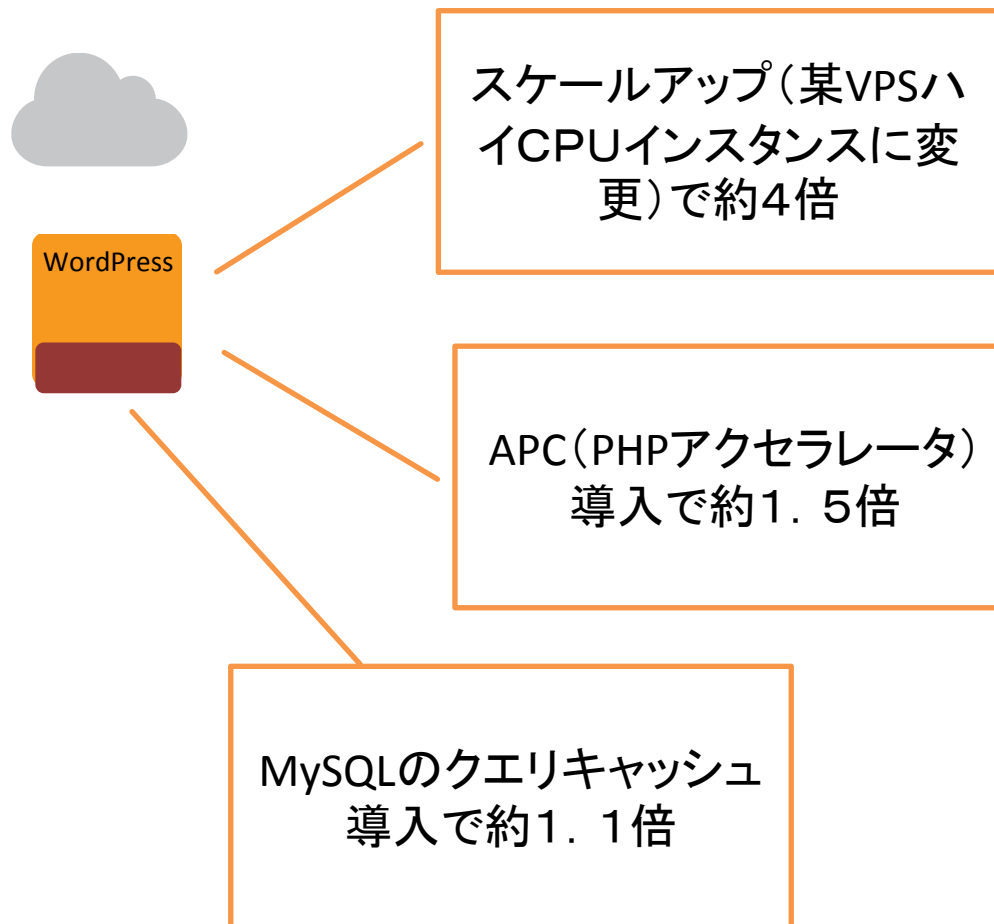 スケールアップ（某VPSハ
イＣＰＵインスタンスに変
更）で約４倍
WordPress
APC（PHPアクセラレータ）
導入で約１．５倍
MySQLのクエリキャッシュ
導入で約１．１倍